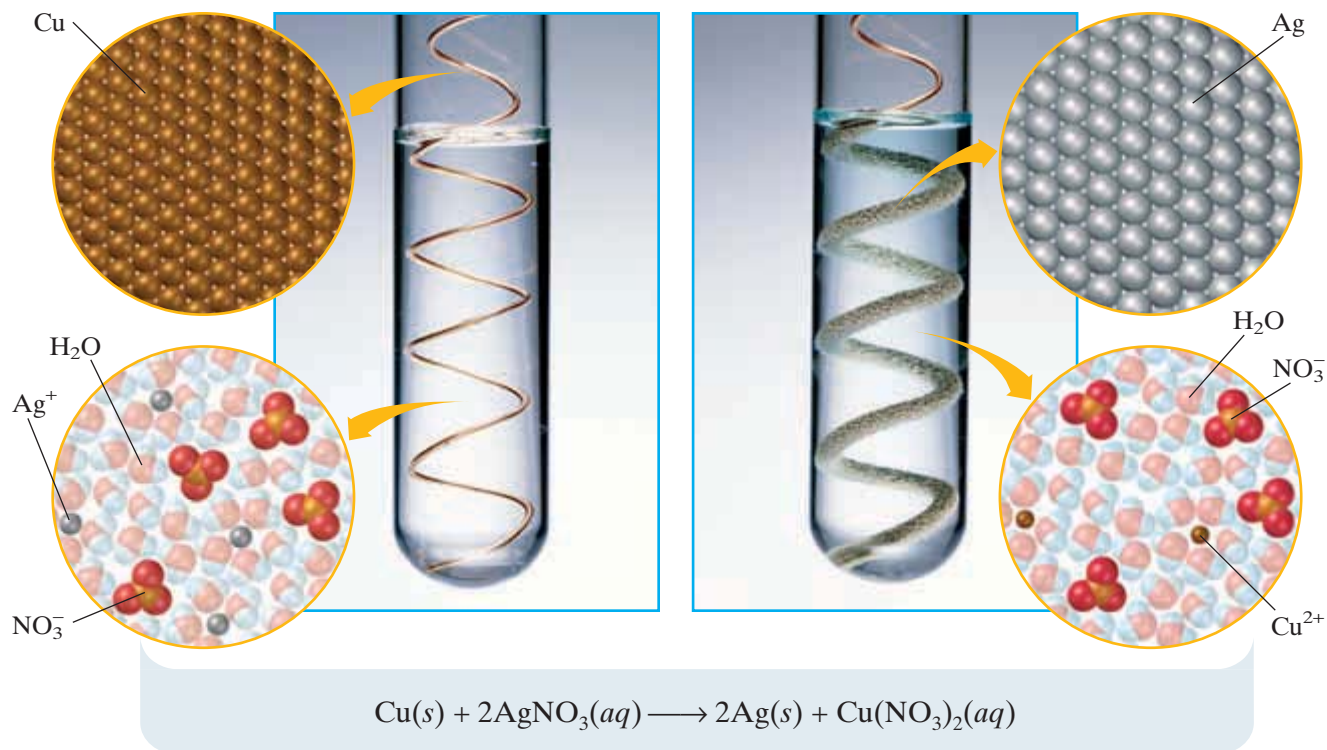 Cu
Ag
H₂O
Ag⁺
NO₃⁻
H₂O
NO₃⁻
Cu²⁺
Cu(s) + 2AgNO₃(aq) ⟶ 2Ag(s) + Cu(NO₃)₂(aq)